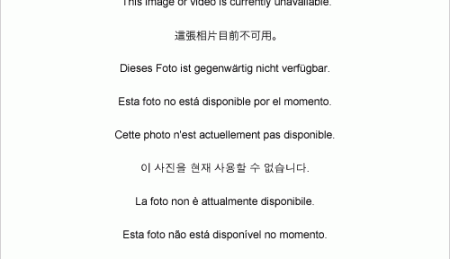 This image or video is currently unavailable.
這張相片目前不可用。
Dieses Foto ist gegenwärtig nicht verfügbar.
Esta foto no está disponible por el momento.
Cette photo n'est actuellement pas disponible.
이 사진을 현재 사용할 수 없습니다.
La foto non é attualmente disponibile.
Esta foto não está disponível no momento.